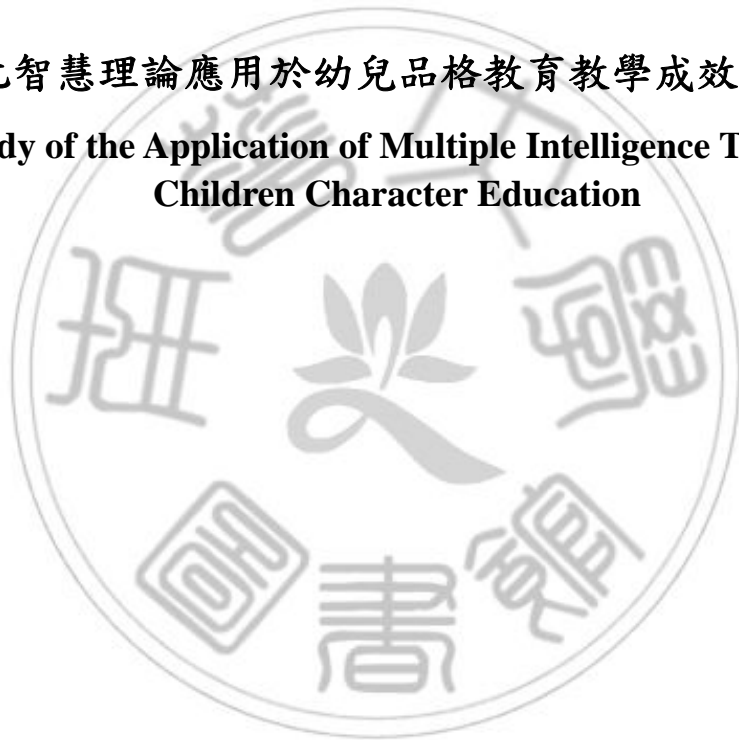 智慧理論應用於幼兒品格教育教學成效
dy of the Application of Multiple Intelligence T
Children Character Education